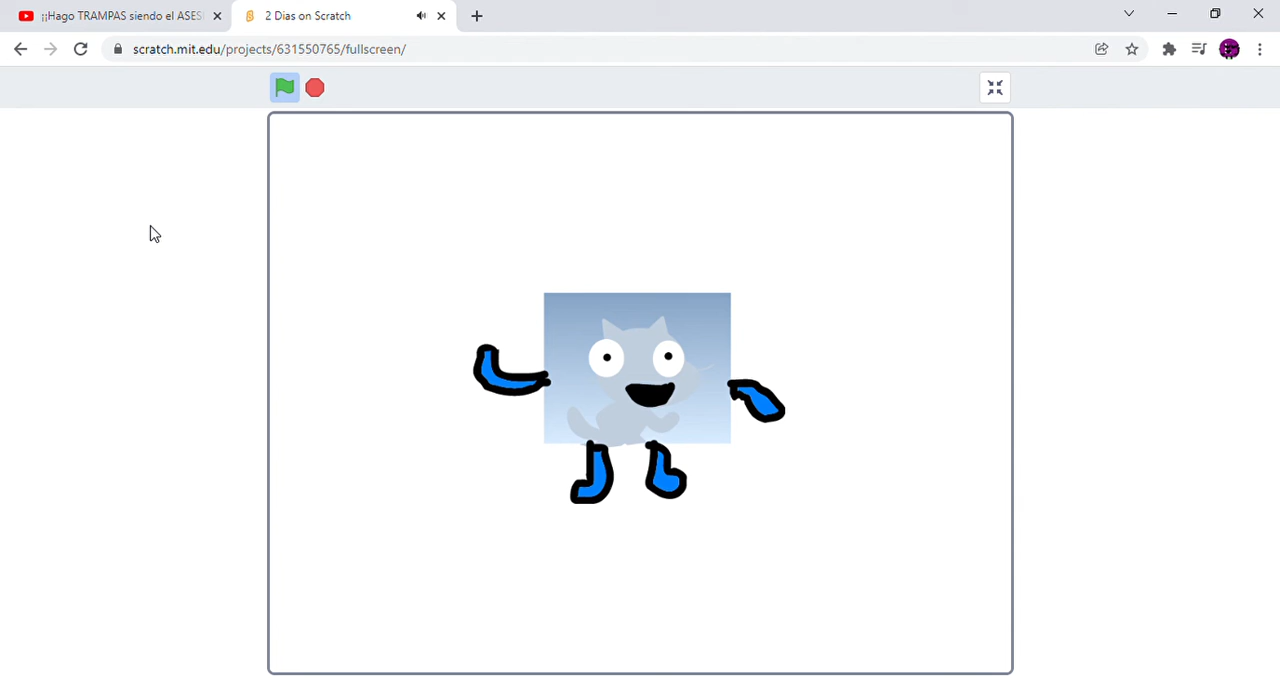 ¡¡Hago TRAMPAS siendo el ASES
2 Dias on Scratch
scratch.mit.edu/projects/631550765/fullscreen/